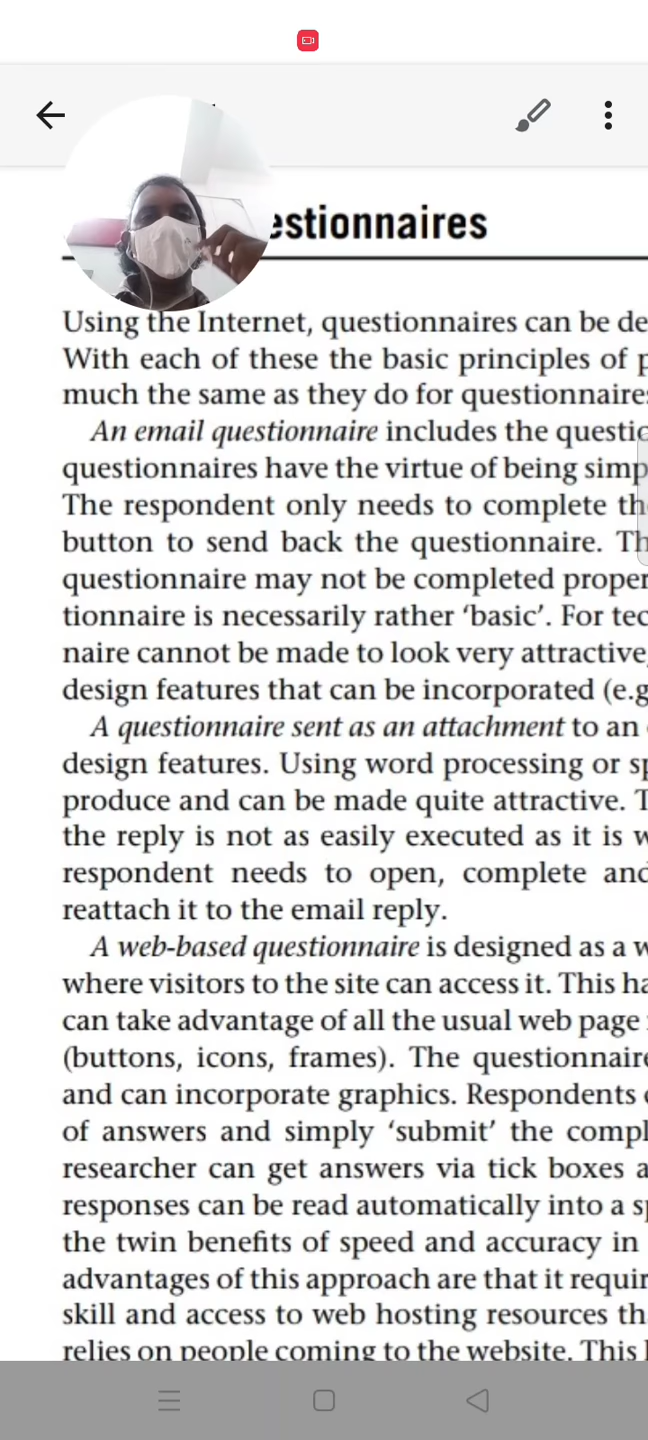 estionnaires
Using the Internet, questionnaires can be de
With each of these the basic principles of p
much the same as they do for questionnaire
An email questionnaire includes the questio
questionnaires have the virtue of being simp
The respondent only needs to complete th
button to send back the questionnaire. Th
questionnaire may not be completed proper
tionnaire is necessarily rather ‘basic’. For tec
naire cannot be made to look very attractive,
design features that can be incorporated (e.g
A questionnaire sent as an attachment to an
design features. Using word processing or sp
produce and can be made quite attractive. T
the reply is not as easily executed as it is w
respondent needs to open, complete and
reattach it to the email reply.
A web-based questionnaire is designed as a w
where visitors to the site can access it. This ha
can take advantage of all the usual web page
(buttons, icons, frames). The questionnaire
and can incorporate graphics. Respondents
of answers and simply ‘submit’ the compl
researcher can get answers via tick boxes a
responses can be read automatically into a sp
the twin benefits of speed and accuracy in
advantages of this approach are that it requir
skill and access to web hosting resources th
relies on people coming to the website. This